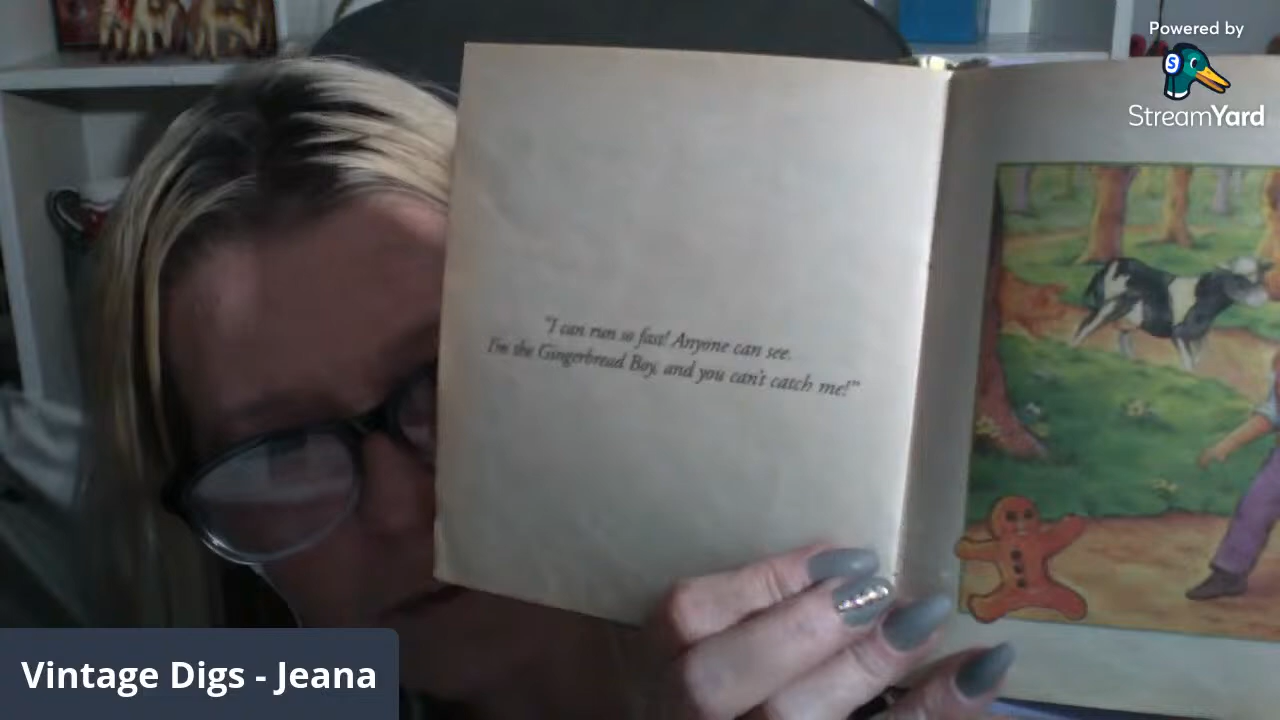 Powered by
StreamYard
"I can run so fast! Anyone can see.
I'm the Gingerbread Boy, and you can't catch me!"
Vintage Digs - Jeana